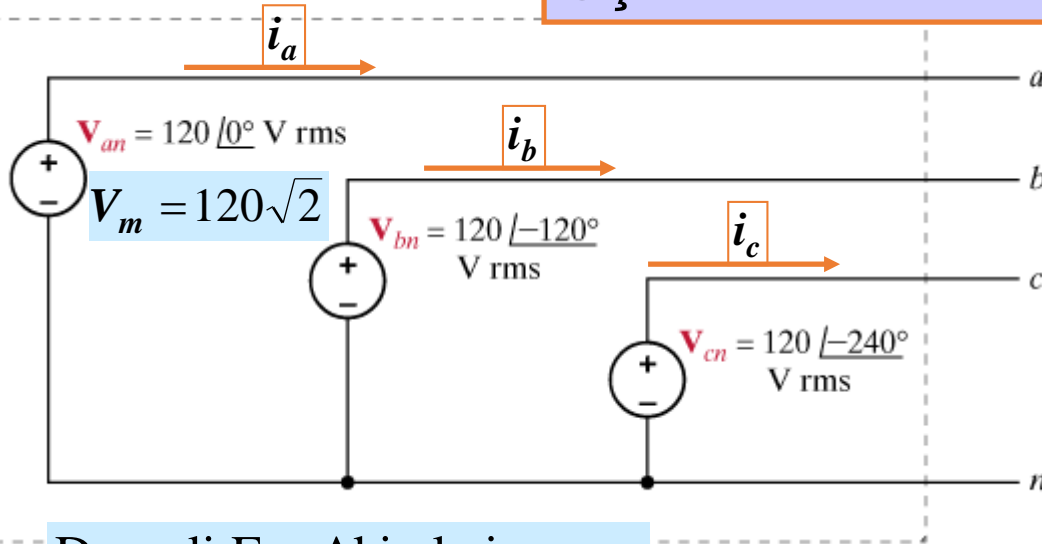 i_a
a
V_an = 120 /0° V rms
+
−
V_m = 120√2
i_b
b
V_bn = 120 /−120°
V rms
+
−
i_c
c
V_cn = 120 /−240°
V rms
+
−
n